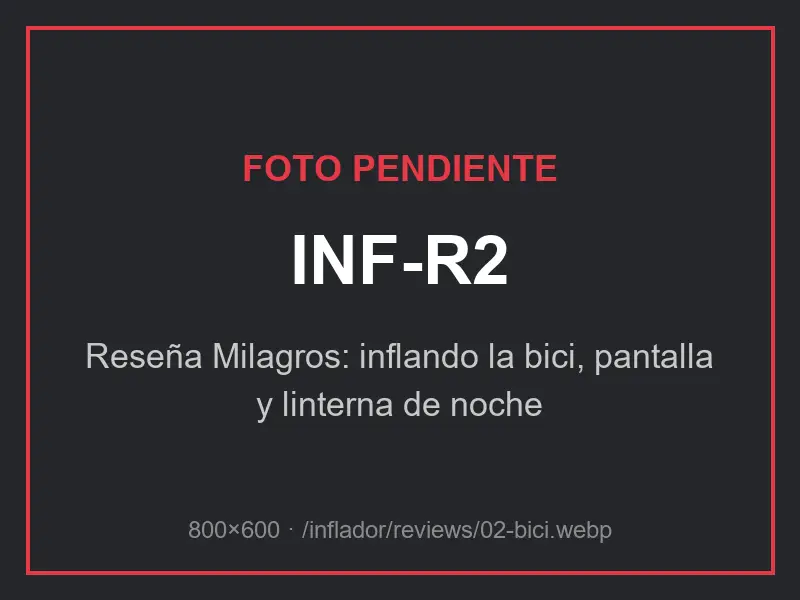 FOTO PENDIENTE
INF-R2
Reseña Milagros: inflando la bici, pantalla
y linterna de noche
800×600 · /inflador/reviews/02-bici.webp